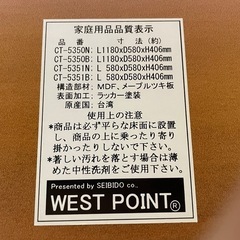 家庭用品品質表示
品番　　寸　法(約)
CT-5350N: L1180xD580xH406mm
CT-5350B: L1180xD580xH406mm
CT-5351N: L 580xD580xH406mm
CT-5351B: L 580xD580xH406mm
構造部材: MDF、メープルツキ板
表面加工: ラッカー塗装
原産国: 台湾
使用上の注意
*商品は必ず平らな床面に設置
し、商品の上に乗ったり寄り
掛かったりしないで下さい。
*著しい汚れを落とす場合は薄
めた中性洗剤をご使用下さい。
Presented by SEIBIDO co.,
WEST POINT®